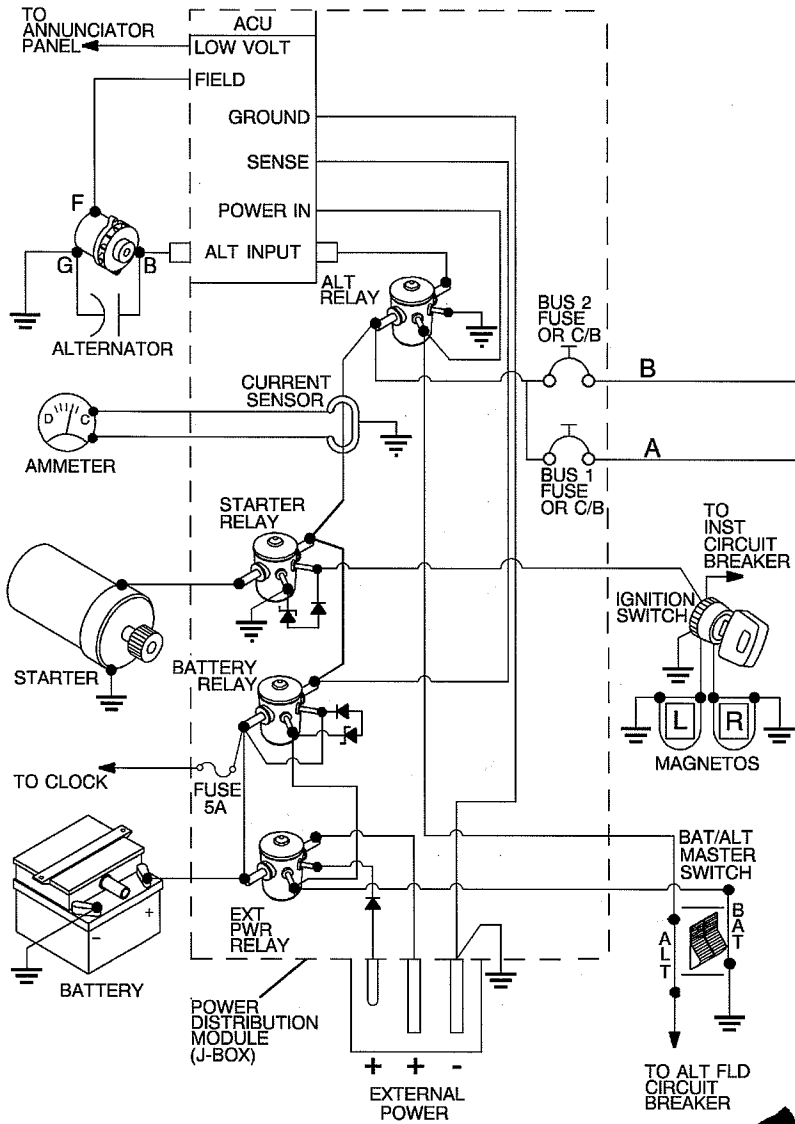 TO
ANNUNCIATOR
PANEL
ACU
LOW VOLT
FIELD
GROUND
SENSE
POWER IN
ALT INPUT
F
G
B
ALTERNATOR
ALT
RELAY
BUS 2
FUSE
OR C/B
B
CURRENT
SENSOR
D
C
AMMETER
A
BUS 1
FUSE
OR C/B
STARTER
RELAY
TO
INST
CIRCUIT
BREAKER
IGNITION
SWITCH
STARTER
BATTERY
RELAY
L
R
MAGNETOS
TO CLOCK
FUSE
5A
BAT/ALT
MASTER
SWITCH
ALT
BAT
EXT
PWR
RELAY
-
+
BATTERY
POWER
DISTRIBUTION
MODULE
(J-BOX)
+ + -
EXTERNAL
POWER
TO ALT FLD
CIRCUIT
BREAKER